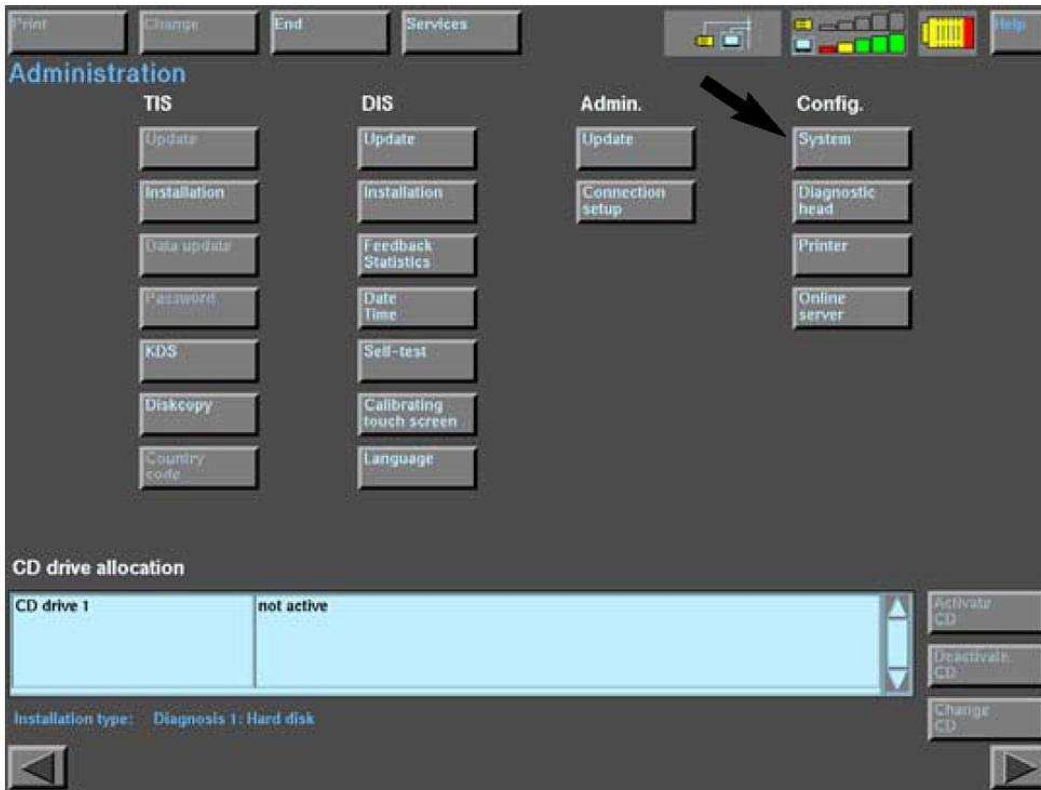 Print
Change
End
Services
Help
Administration
TIS
DIS
Admin.
Config.
Update
Update
Update
System
Installation
Installation
Connection
setup
Diagnostic
head
Data update
Feedback
Statistics
Printer
Password
Date
Time
Online
server
KDS
Self-test
Diskcopy
Calibrating
touch screen
Country
code
Language
CD drive allocation
CD drive 1
not active
Activate
CD
Deactivate
CD
Change
CD
Installation type: Diagnosis 1: Hard disk